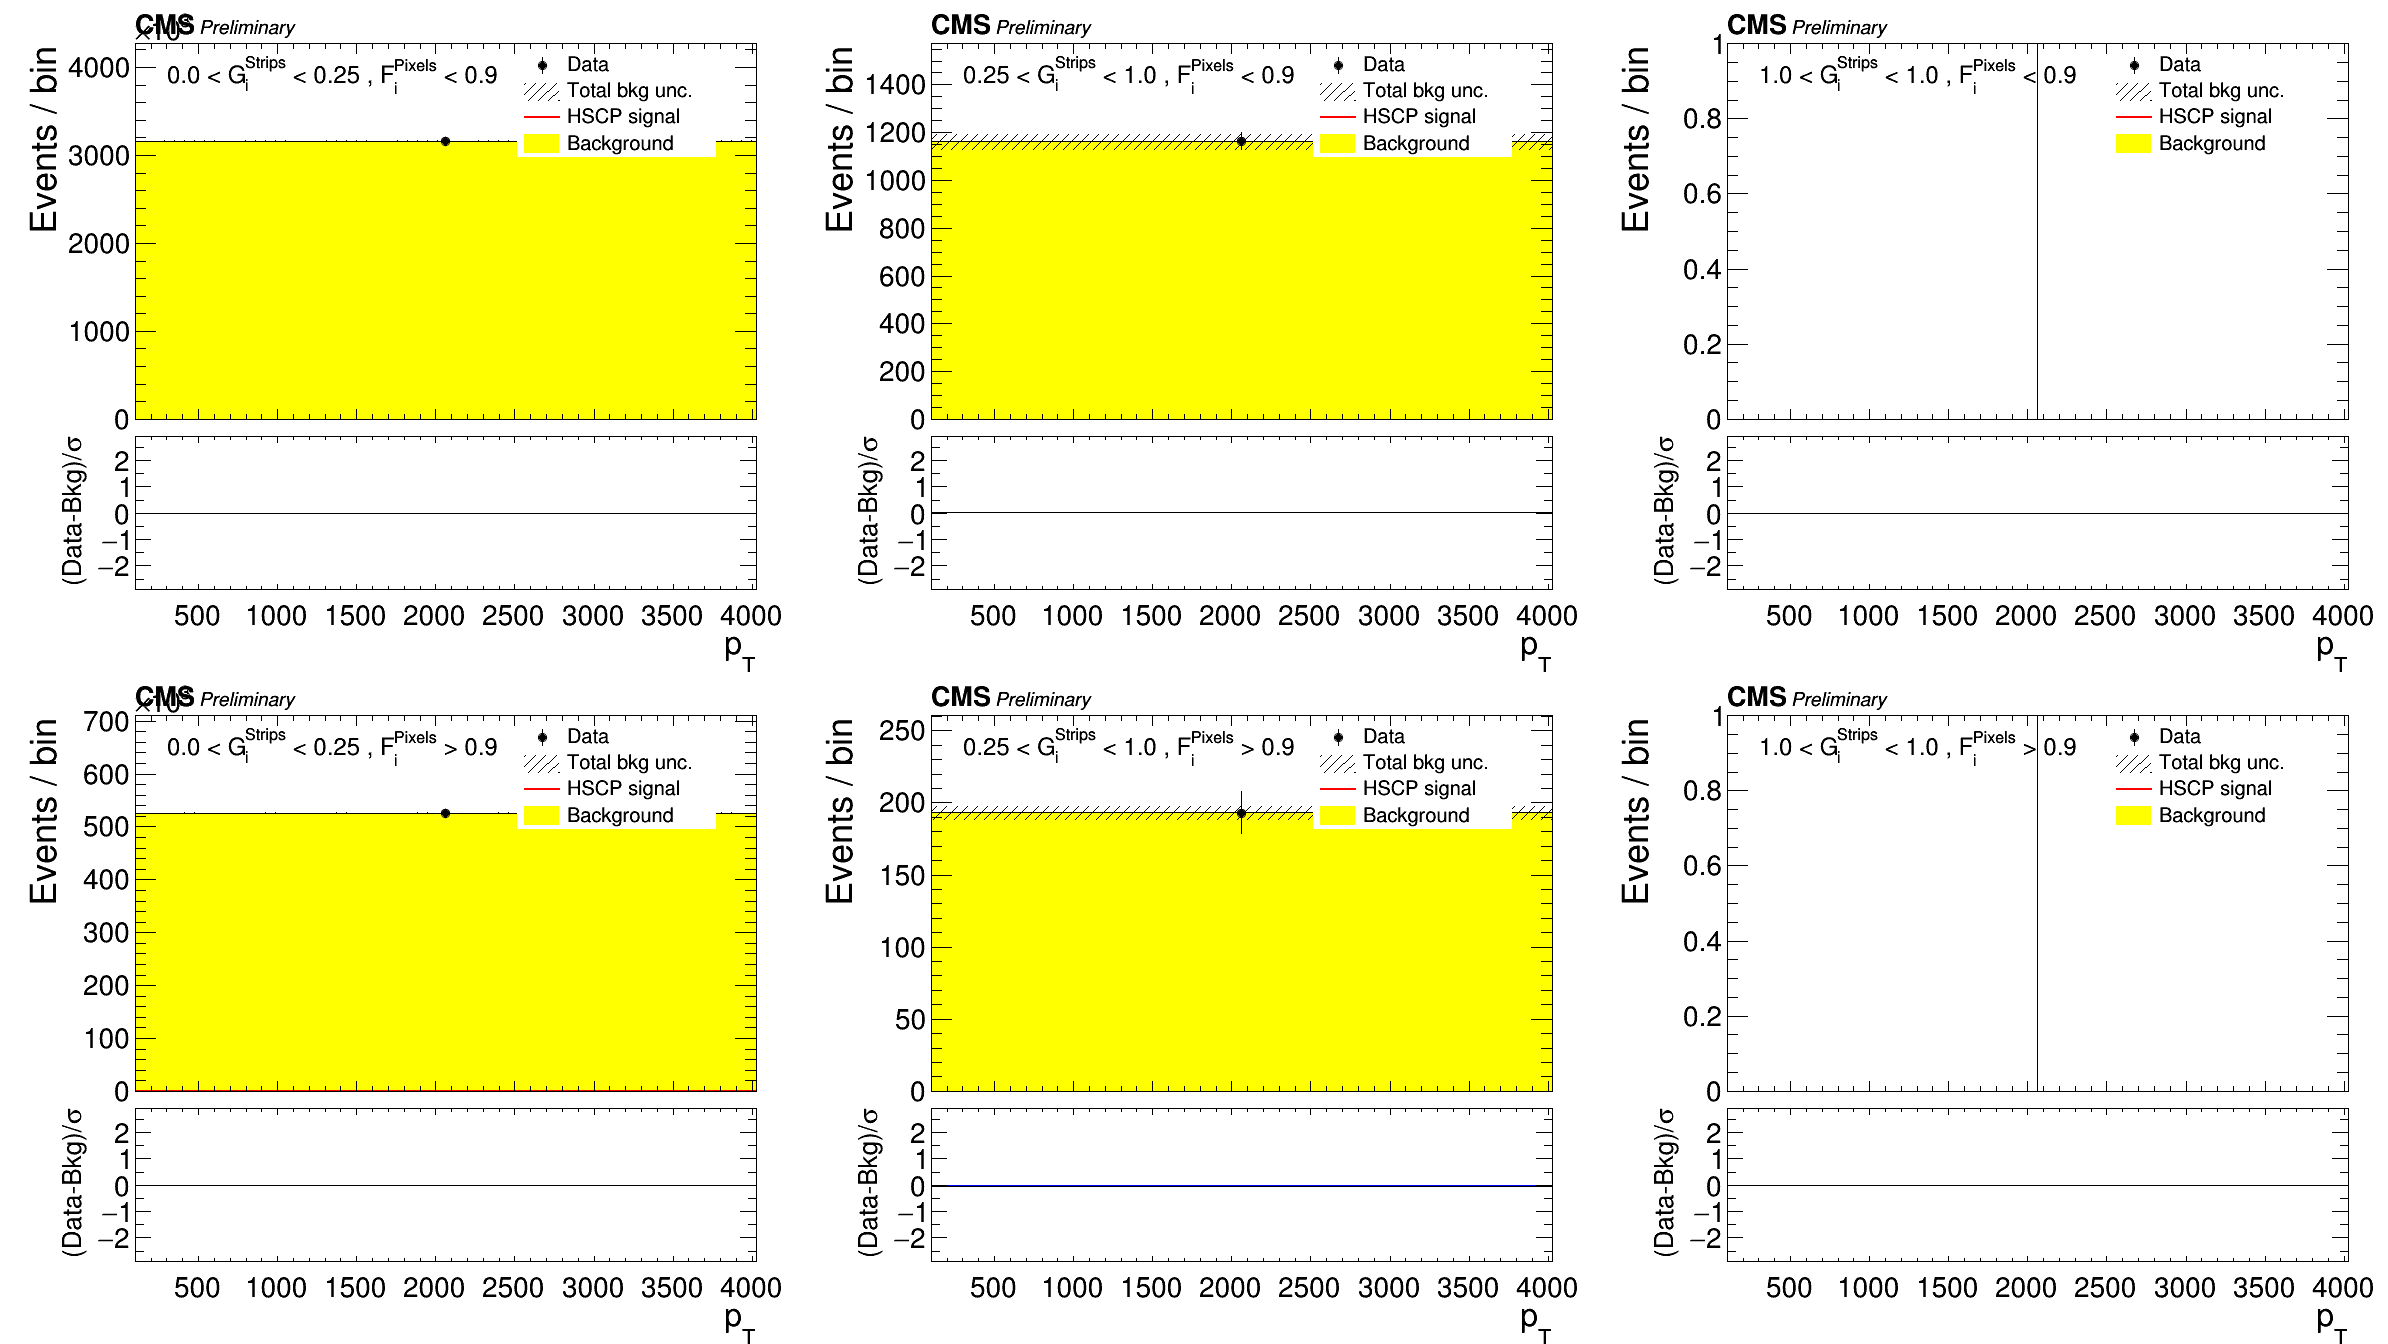 CMS Preliminary
Events / bin
4000
3000
2000
1000
0
0.0 < G_i^Strips < 0.25 , F_i^Pixels < 0.9
Data
Total bkg unc.
HSCP signal
Background
(Data-Bkg)/σ
2
1
0
−1
−2
500 1000 1500 2000 2500 3000 3500 4000
p_T
CMS Preliminary
Events / bin
1400
1200
1000
800
600
400
200
0
0.25 < G_i^Strips < 1.0 , F_i^Pixels < 0.9
Data
Total bkg unc.
HSCP signal
Background
(Data-Bkg)/σ
2
1
0
−1
−2
500 1000 1500 2000 2500 3000 3500 4000
p_T
CMS Preliminary
Events / bin
1
0.8
0.6
0.4
0.2
0
1.0 < G_i^Strips < 1.0 , F_i^Pixels < 0.9
Data
Total bkg unc.
HSCP signal
Background
(Data-Bkg)/σ
2
1
0
−1
−2
500 1000 1500 2000 2500 3000 3500 4000
p_T
CMS Preliminary
Events / bin
700
600
500
400
300
200
100
0
0.0 < G_i^Strips < 0.25 , F_i^Pixels > 0.9
Data
Total bkg unc.
HSCP signal
Background
(Data-Bkg)/σ
2
1
0
−1
−2
500 1000 1500 2000 2500 3000 3500 4000
p_T
CMS Preliminary
Events / bin
250
200
150
100
50
0
0.25 < G_i^Strips < 1.0 , F_i^Pixels > 0.9
Data
Total bkg unc.
HSCP signal
Background
(Data-Bkg)/σ
2
1
0
−1
−2
500 1000 1500 2000 2500 3000 3500 4000
p_T
CMS Preliminary
Events / bin
1
0.8
0.6
0.4
0.2
0
1.0 < G_i^Strips < 1.0 , F_i^Pixels > 0.9
Data
Total bkg unc.
HSCP signal
Background
(Data-Bkg)/σ
2
1
0
−1
−2
500 1000 1500 2000 2500 3000 3500 4000
p_T